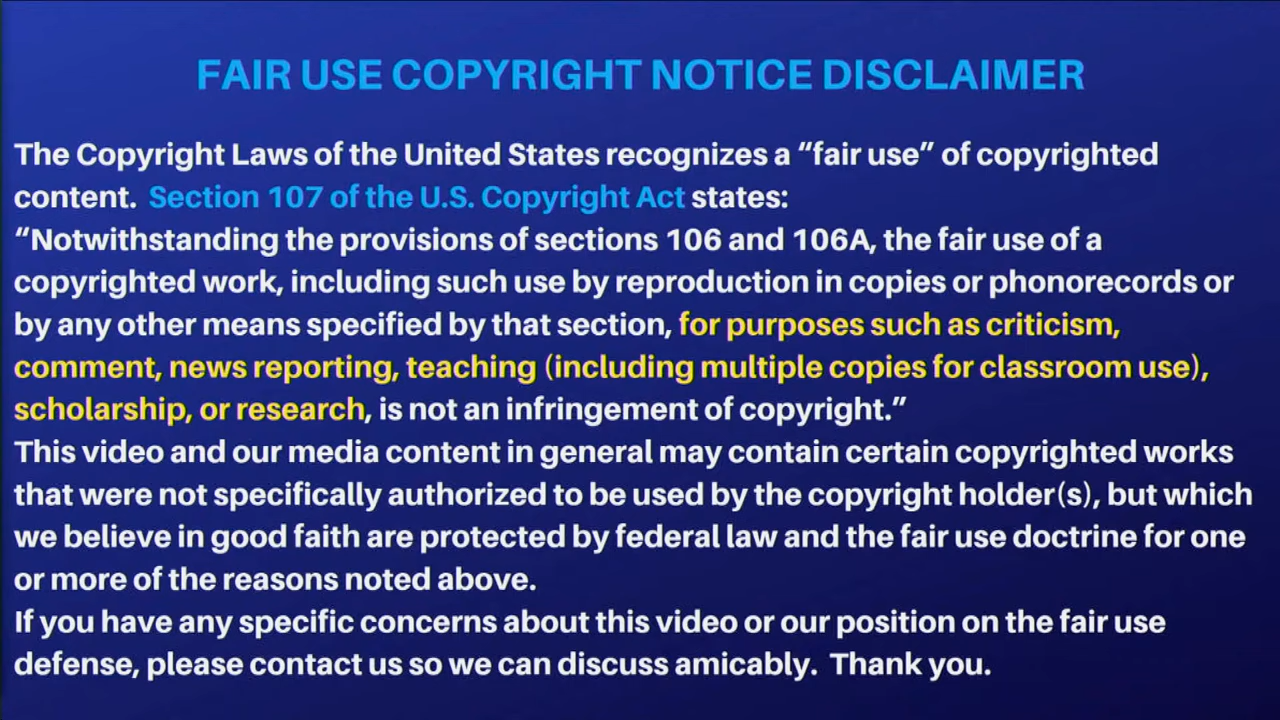 FAIR USE COPYRIGHT NOTICE DISCLAIMER
The Copyright Laws of the United States recognizes a “fair use” of copyrighted
content.  Section 107 of the U.S. Copyright Act states:
“Notwithstanding the provisions of sections 106 and 106A, the fair use of a
copyrighted work, including such use by reproduction in copies or phonorecords or
by any other means specified by that section, for purposes such as criticism,
comment, news reporting, teaching (including multiple copies for classroom use),
scholarship, or research, is not an infringement of copyright.”
This video and our media content in general may contain certain copyrighted works
that were not specifically authorized to be used by the copyright holder(s), but which
we believe in good faith are protected by federal law and the fair use doctrine for one
or more of the reasons noted above.
If you have any specific concerns about this video or our position on the fair use
defense, please contact us so we can discuss amicably.  Thank you.